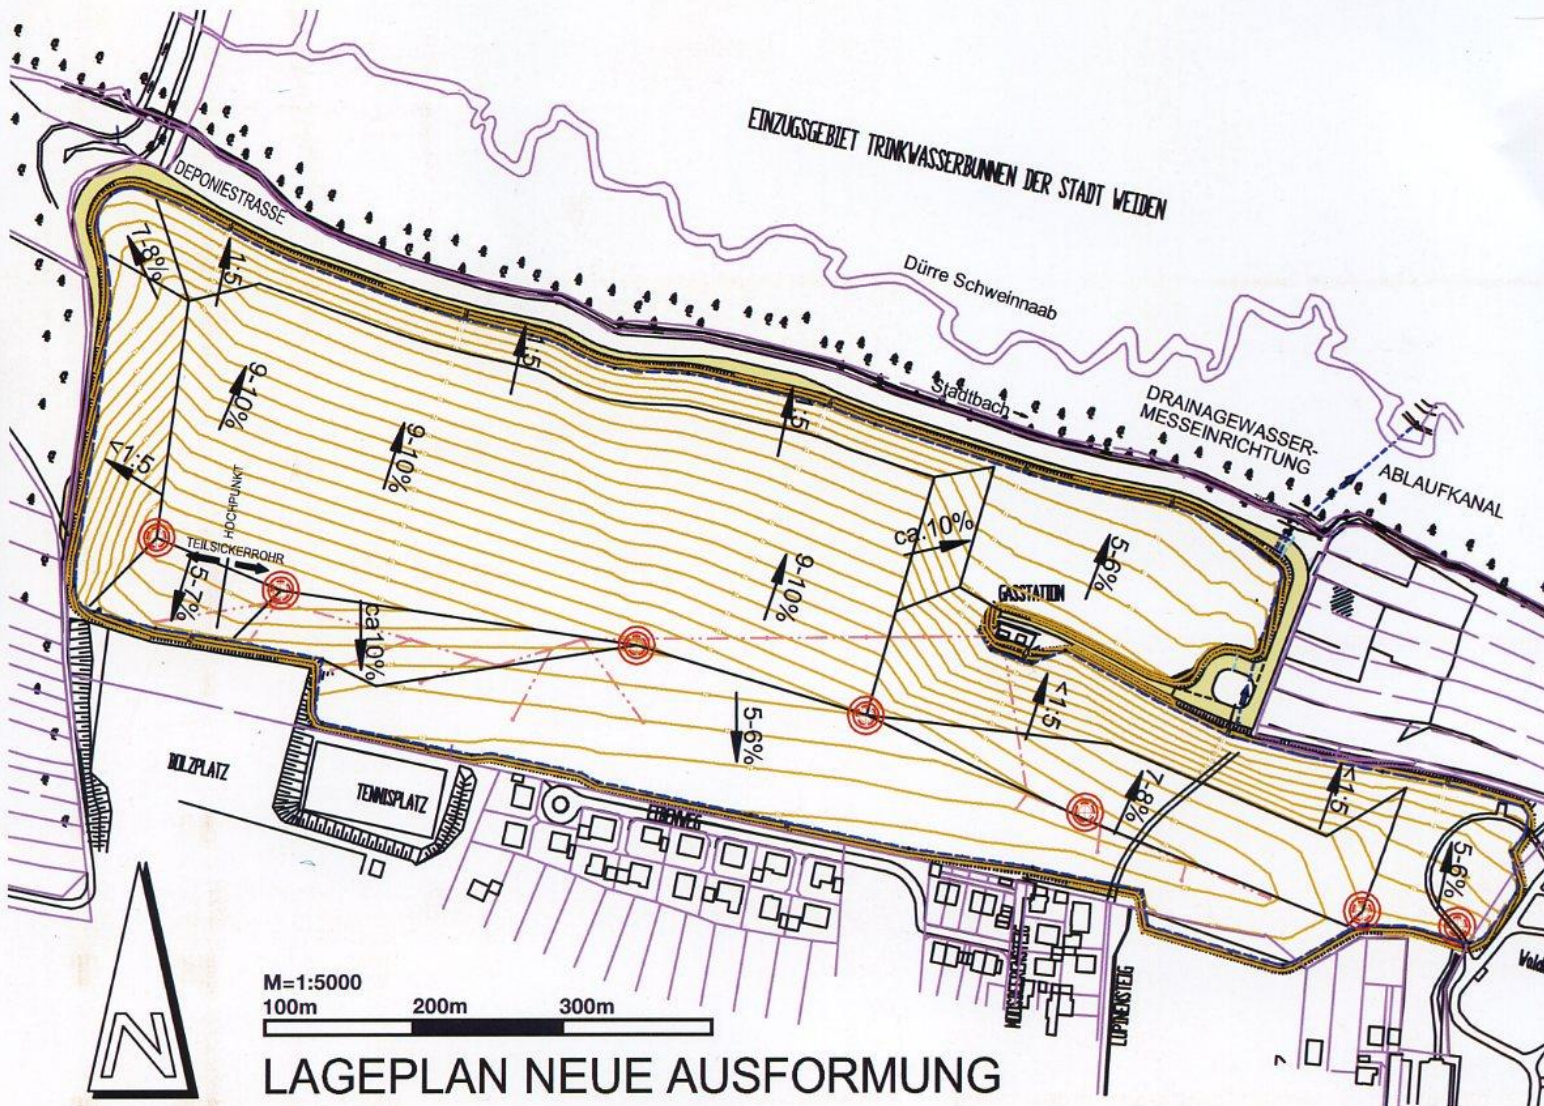 EINZUGSGEBIET TRINKWASSERBUNNEN DER STADT WEIDEN
DEPONIESTRASSE
Dürre Schweinnaab
Stadtbach
DRAINAGEWASSER-
MESSEINRICHTUNG
ABLAUFKANAL
7-8%
1:5
1:5
1:5
9-10%
9-10%
<1:5
HOCHPUNKT
TEILSICKERROHR
5-7%
ca 10%
9-10%
ca. 10%
5-6%
GASSTATION
<1:5
5-6%
7-8%
<1:5
5-6%
BOLZPLATZ
TENNISPLATZ
LUPINENSTEIG
M=1:5000
100m 200m 300m
N
LAGEPLAN NEUE AUSFORMUNG